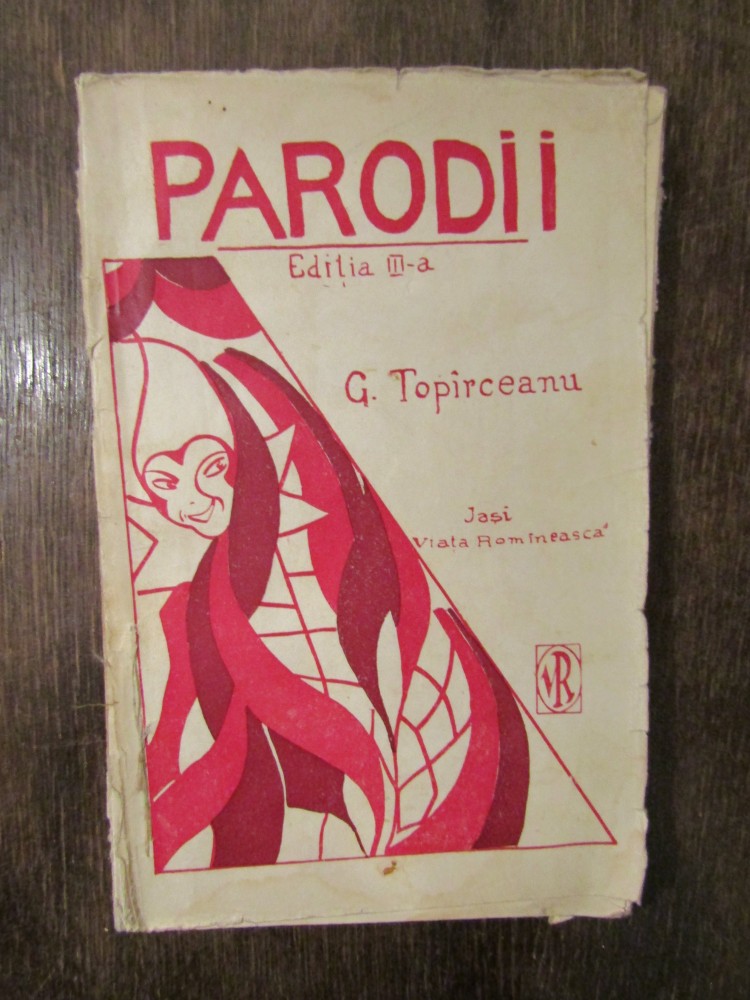 PARODII
Ediția III-a
G. Topîrceanu
Iași
Viața Romînească"
VR